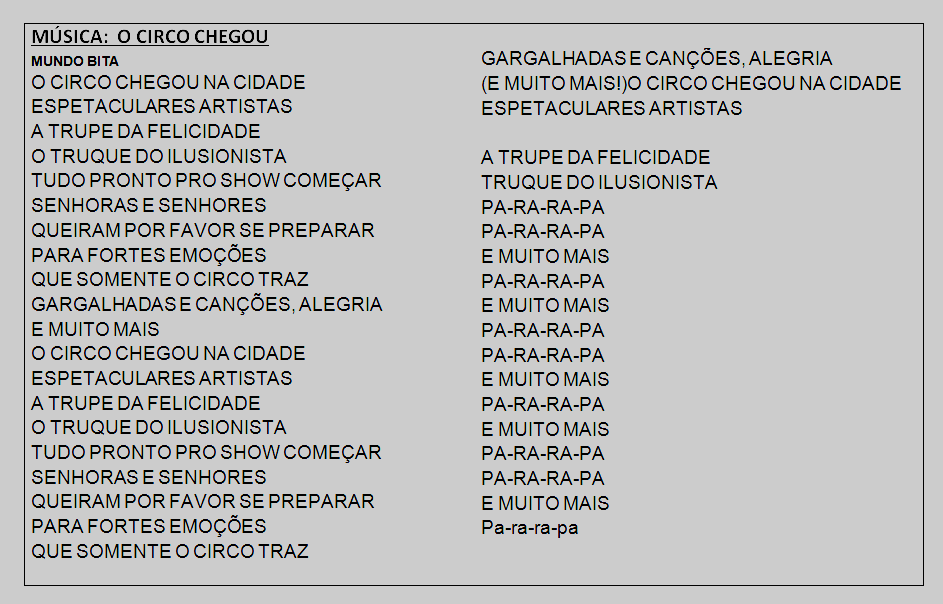 MÚSICA:  O CIRCO CHEGOU
MUNDO BITA
O CIRCO CHEGOU NA CIDADE
ESPETACULARES ARTISTAS
A TRUPE DA FELICIDADE
O TRUQUE DO ILUSIONISTA
TUDO PRONTO PRO SHOW COMEÇAR
SENHORAS E SENHORES
QUEIRAM POR FAVOR SE PREPARAR
PARA FORTES EMOÇÕES
QUE SOMENTE O CIRCO TRAZ
GARGALHADAS E CANÇÕES, ALEGRIA
E MUITO MAIS
O CIRCO CHEGOU NA CIDADE
ESPETACULARES ARTISTAS
A TRUPE DA FELICIDADE
O TRUQUE DO ILUSIONISTA
TUDO PRONTO PRO SHOW COMEÇAR
SENHORAS E SENHORES
QUEIRAM POR FAVOR SE PREPARAR
PARA FORTES EMOÇÕES
QUE SOMENTE O CIRCO TRAZ
GARGALHADAS E CANÇÕES, ALEGRIA
(E MUITO MAIS!)O CIRCO CHEGOU NA CIDADE
ESPETACULARES ARTISTAS
A TRUPE DA FELICIDADE
TRUQUE DO ILUSIONISTA
PA-RA-RA-PA
PA-RA-RA-PA
E MUITO MAIS
PA-RA-RA-PA
E MUITO MAIS
PA-RA-RA-PA
PA-RA-RA-PA
E MUITO MAIS
PA-RA-RA-PA
E MUITO MAIS
PA-RA-RA-PA
PA-RA-RA-PA
E MUITO MAIS
Pa-ra-ra-pa